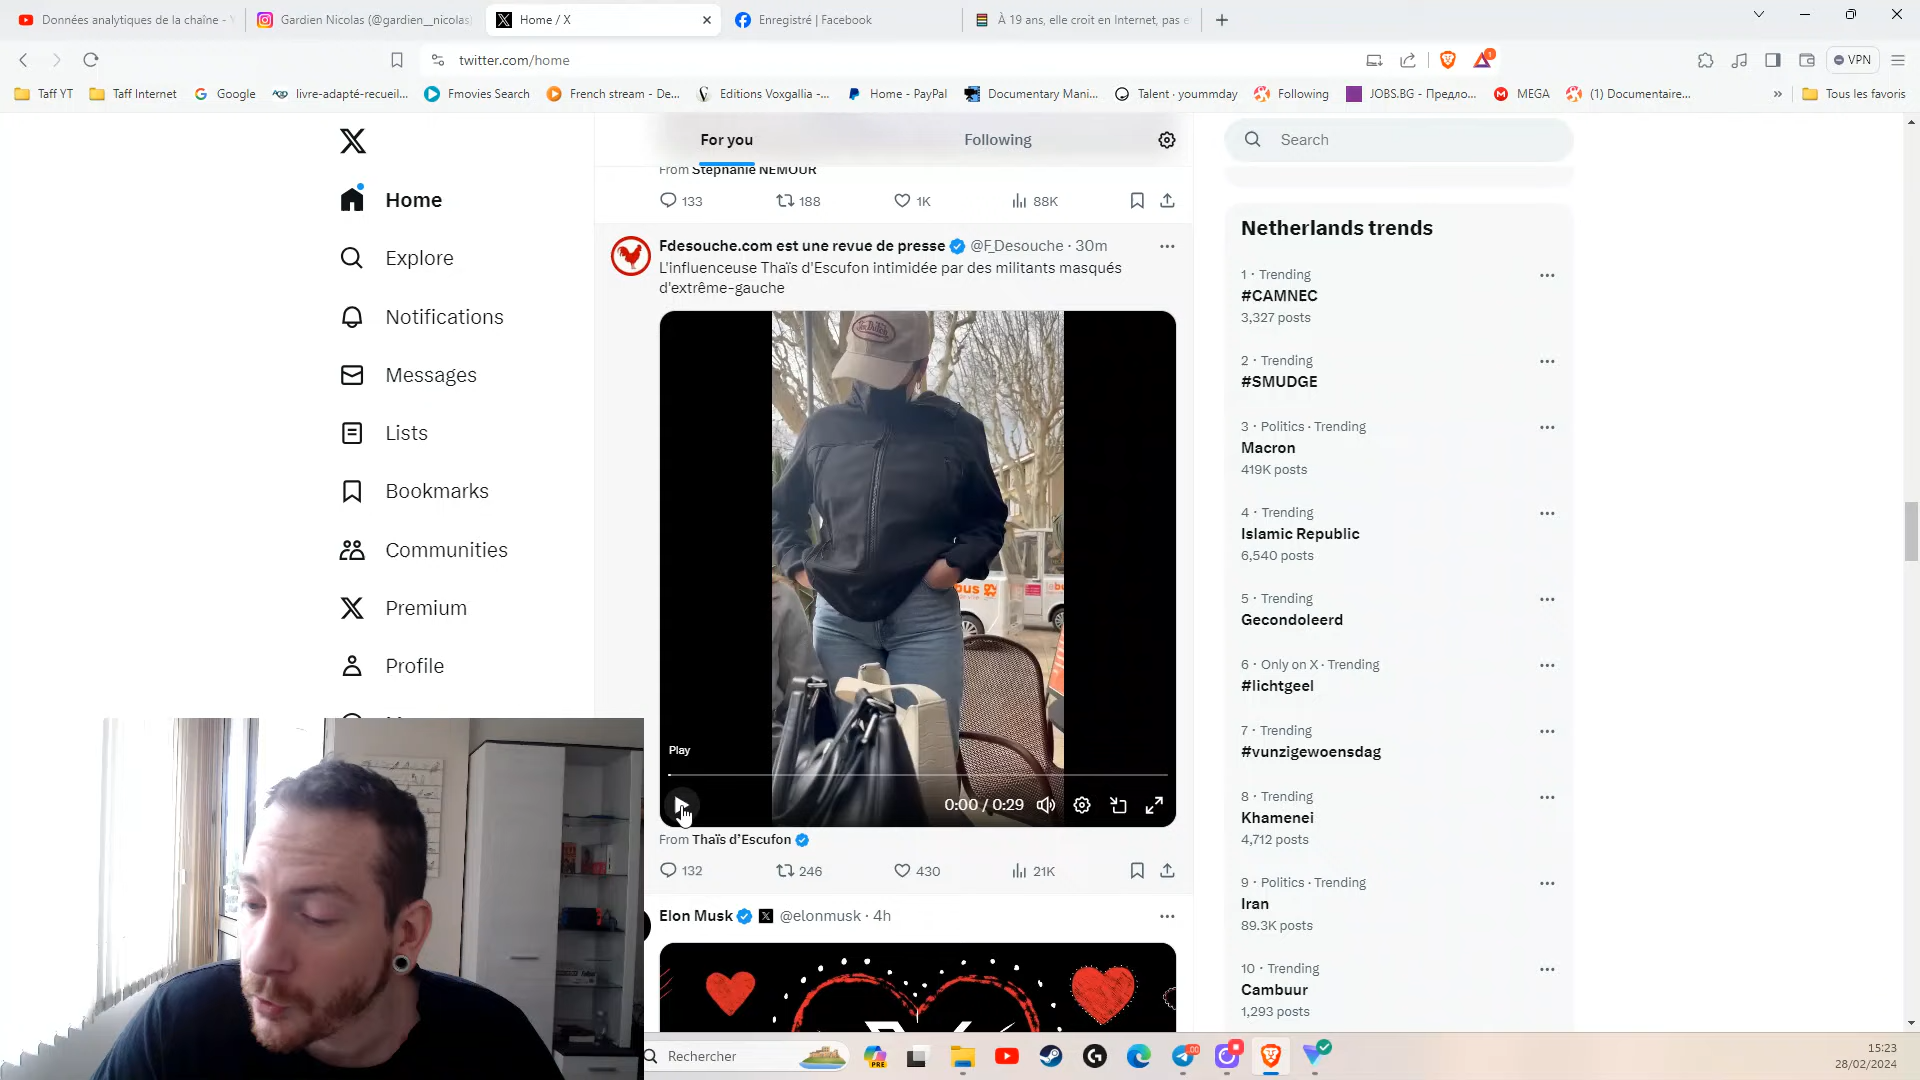 Données analytiques de la chaîne -
Gardien Nicolas (@gardien__nicolas
Home / X
Enregistré | Facebook
À 19 ans, elle croit en Internet, pas e
twitter.com/home
1
VPN
Taff YT
Taff Internet
Google
livre-adapté-recueil...
Fmovies Search
French stream - De...
Editions Voxgallia -...
Home - PayPal
Documentary Mani...
Talent · yoummday
Following
JOBS.BG - Предло...
MEGA
(1) Documentaire...
»
Tous les favoris
Home
Explore
Notifications
Messages
Lists
Bookmarks
Communities
Premium
Profile
For you
Following
From Stéphanie NEMOUR
133
188
1K
88K
Fdesouche.com est une revue de presse @F_Desouche · 30m
L'influenceuse Thaïs d'Escufon intimidée par des militants masqués
d'extrême-gauche
Von Dutch
bus
Play
0:00 / 0:29
From Thaïs d’Escufon
132
246
430
21K
Elon Musk @elonmusk · 4h
Search
Netherlands trends
1 · Trending
#CAMNEC
3,327 posts
2 · Trending
#SMUDGE
3 · Politics · Trending
Macron
419K posts
4 · Trending
Islamic Republic
6,540 posts
5 · Trending
Gecondoleerd
6 · Only on X · Trending
#lichtgeel
7 · Trending
#vunzigewoensdag
8 · Trending
Khamenei
4,712 posts
9 · Politics · Trending
Iran
89.3K posts
10 · Trending
Cambuur
1,293 posts
Rechercher
PRE
15:23
28/02/2024